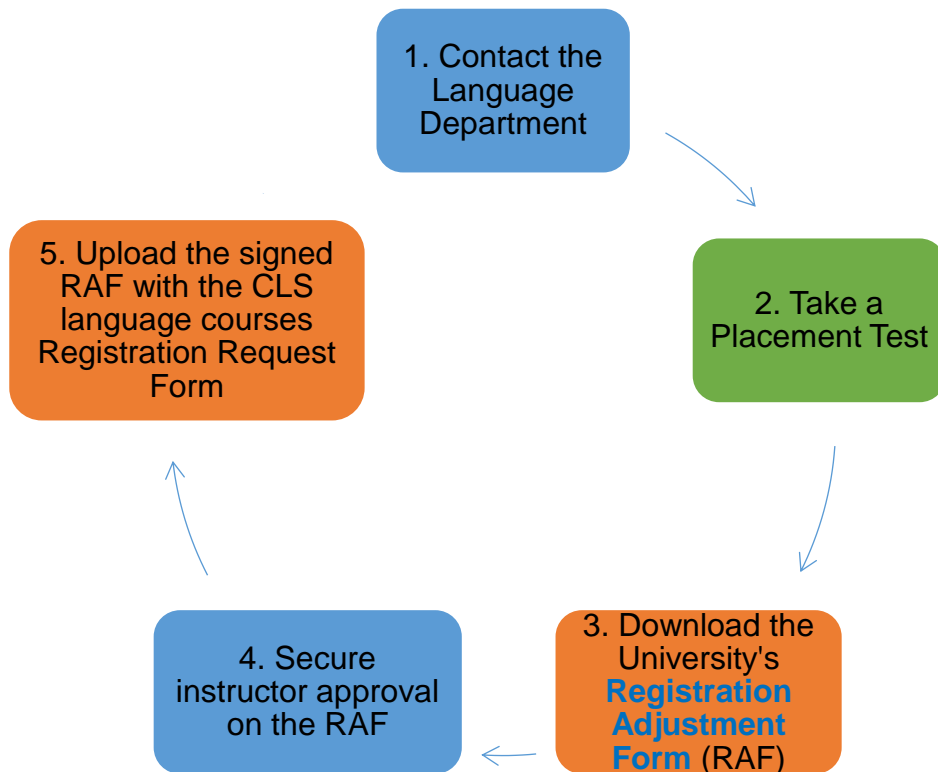 1. Contact the
Language
Department
2. Take a
Placement Test
3. Download the
University's
Registration
Adjustment
Form (RAF)
4. Secure
instructor approval
on the RAF
5. Upload the signed
RAF with the CLS
language courses
Registration Request
Form